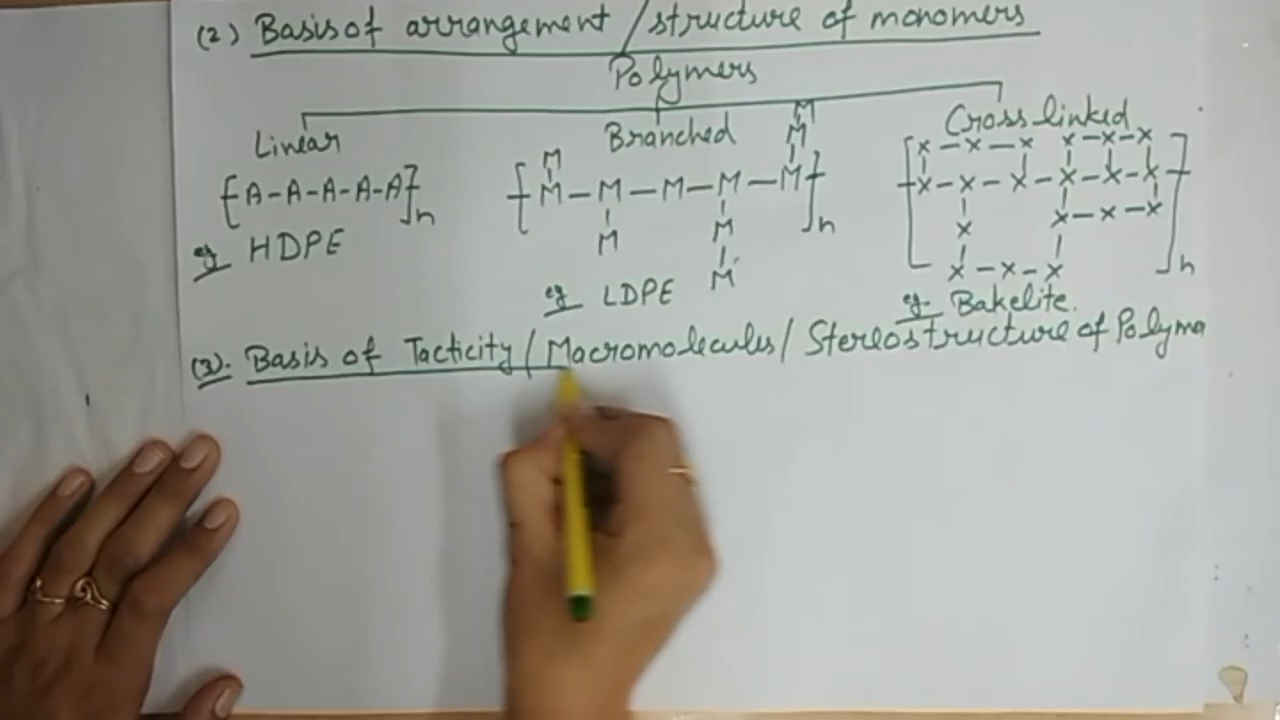 (2) Basis of arrangement / structure of monomers
Polymers
Linear Branched Cross linked
[A-A-A-A-A]n
M
[M-M-M-M-M]n
M M
M
M
M
x-x-x x-x-x
[x-x-x-x-x-x]n
x x-x-x
x-x-x
eg HDPE
eg LDPE
eg. Bakelite.
(3). Basis of Tacticity / Macromolecules / Stereostructure of Polyme